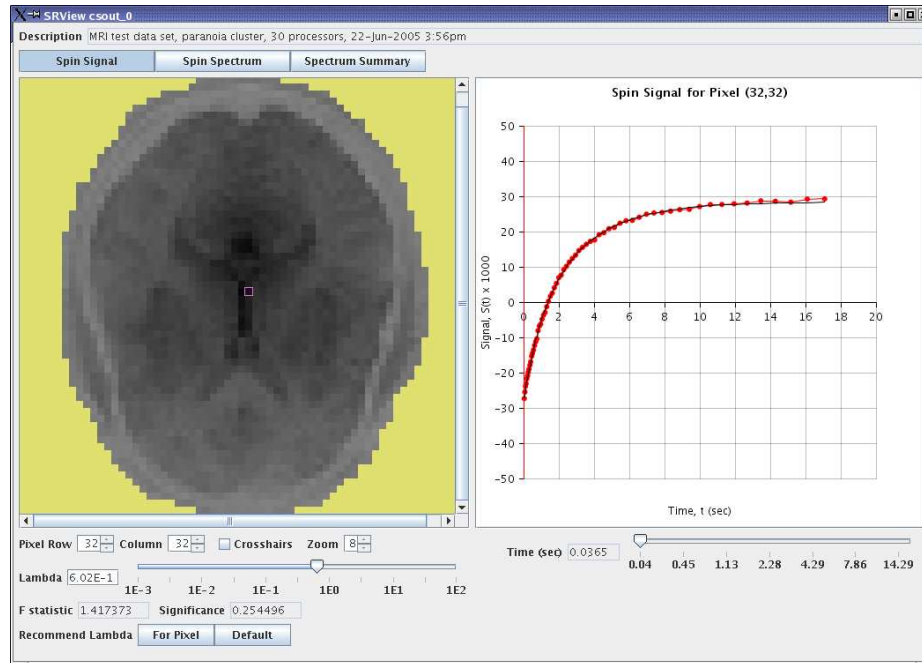 SRView csout_0
Description MRI test data set, paranoia cluster, 30 processors, 22-Jun-2005 3:56pm
Spin Signal Spin Spectrum Spectrum Summary
Spin Signal for Pixel (32,32)
50
40
30
20
10
0
-10
-20
-30
-40
-50
0 2 4 6 8 10 12 14 16 18 20
Signal, S(t) x 1000
Time, t (sec)
Pixel Row 32 Column 32 Crosshairs Zoom 8
Time (sec) 0.0365
0.04 0.45 1.13 2.28 4.29 7.86 14.29
Lambda 6.02E-1
1E-3 1E-2 1E-1 1E0 1E1 1E2
F statistic 1.417373 Significance 0.254496
Recommend Lambda For Pixel Default